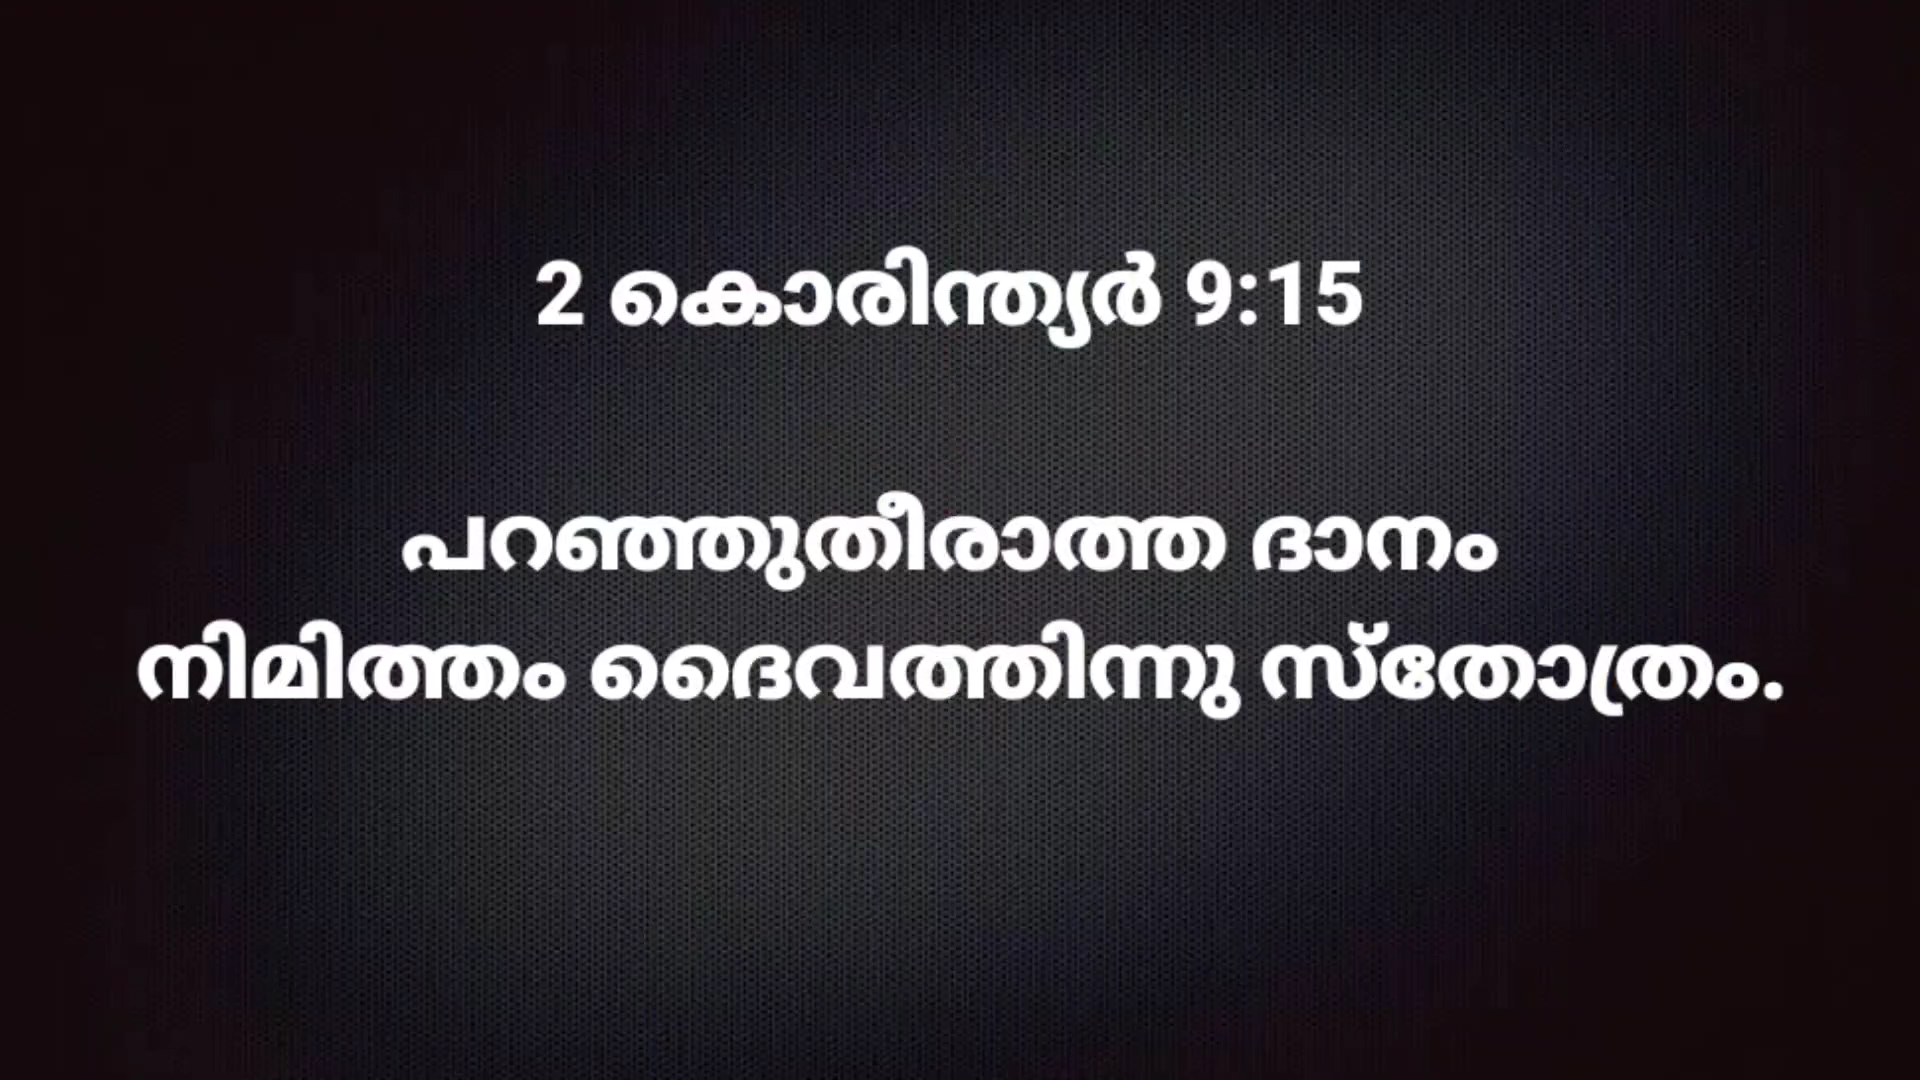 2 കൊരിന്ത്യർ 9:15
പറഞ്ഞുതീരാത്ത ദാനം
നിമിത്തം ദൈവത്തിന്നു സ്തോത്രം.